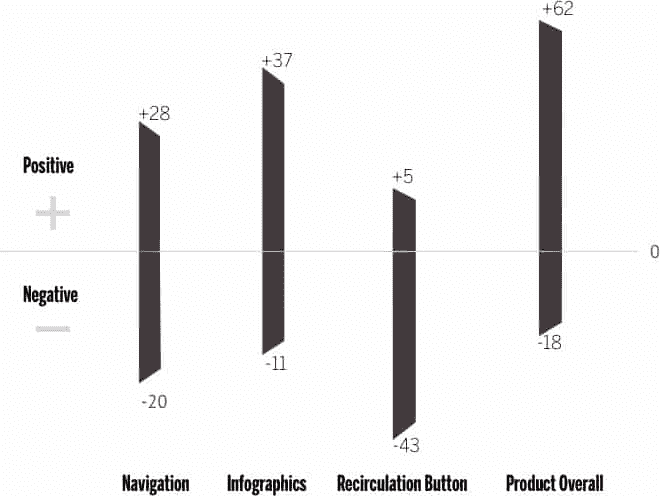 +62
+37
+28
+5
Positive
+
0
Negative
−
-18
-11
-20
-43
Navigation
Infographics
Recirculation Button
Product Overall